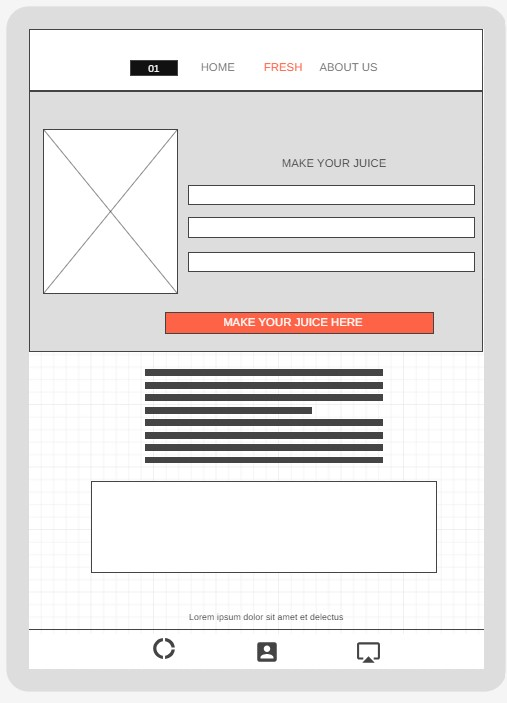 01 HOME FRESH ABOUT US
MAKE YOUR JUICE
MAKE YOUR JUICE HERE
Lorem ipsum dolor sit amet et delectus